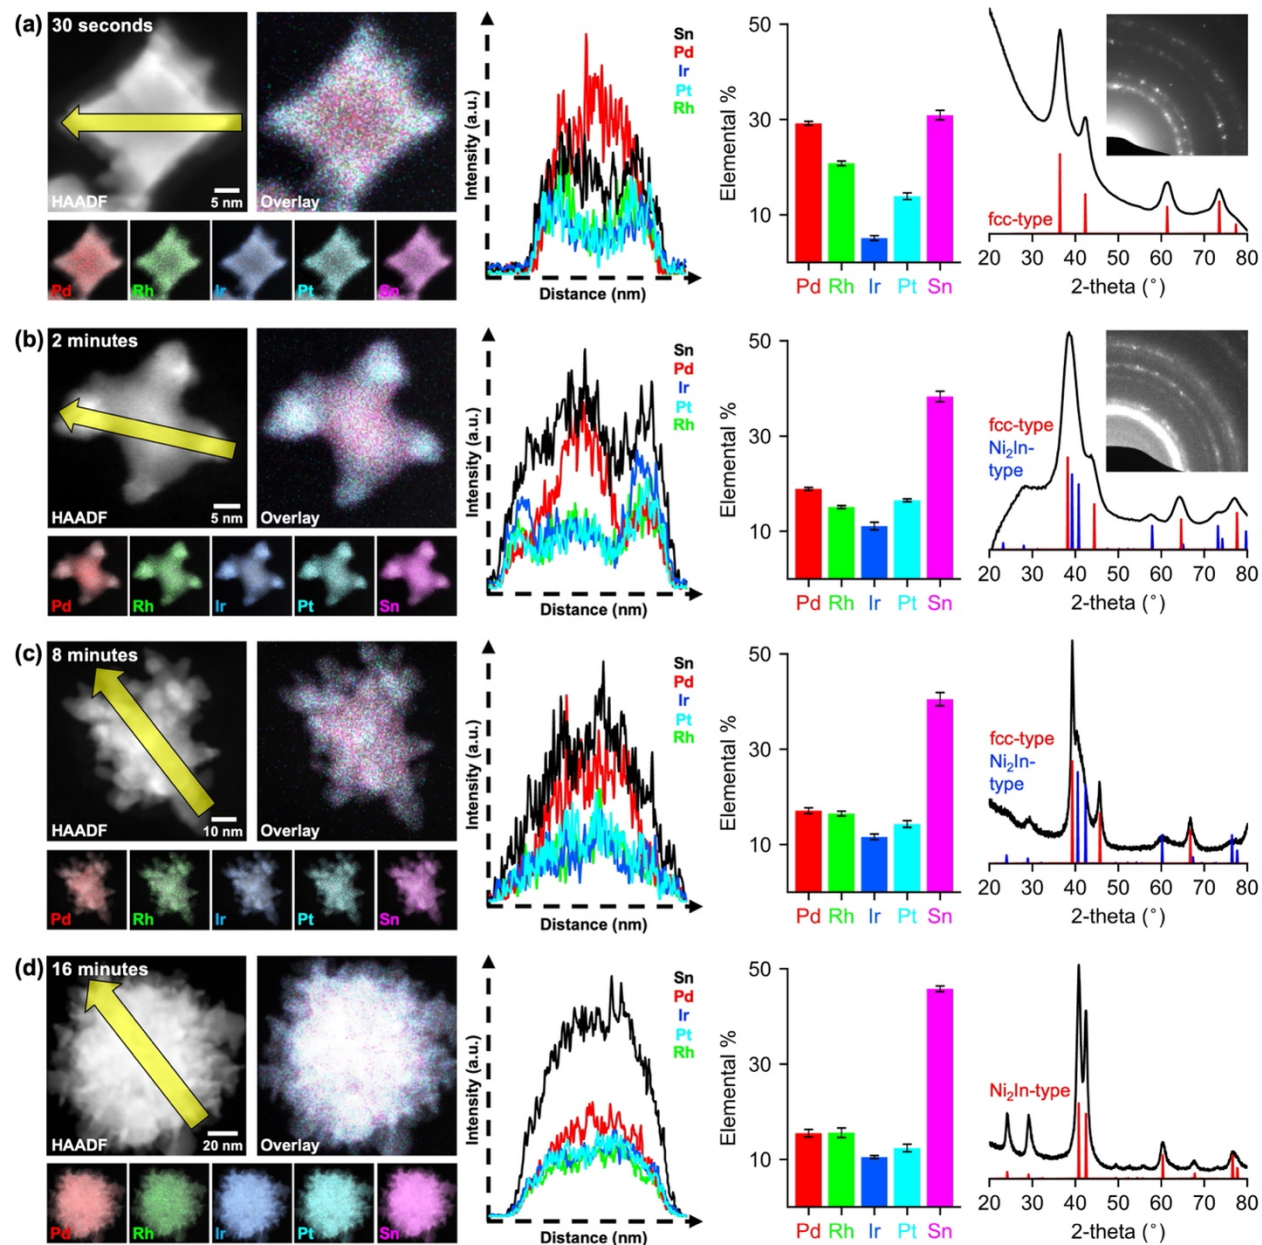 (a) 30 seconds
HAADF
5 nm
Overlay
Pd
Rh
Ir
Pt
Sn
Intensity (a.u.)
Distance (nm)
Sn
Pd
Ir
Pt
Rh
Elemental %
50
30
10
Pd Rh Ir Pt Sn
fcc-type
20 30 40 50 60 70 80
2-theta (°)
(b) 2 minutes
HAADF
5 nm
Overlay
Pd
Rh
Ir
Pt
Sn
Intensity (a.u.)
Distance (nm)
Sn
Pd
Ir
Pt
Rh
Elemental %
50
30
10
Pd Rh Ir Pt Sn
fcc-type
Ni₂In-
type
20 30 40 50 60 70 80
2-theta (°)
(c) 8 minutes
HAADF
10 nm
Overlay
Pd
Rh
Ir
Pt
Sn
Intensity (a.u.)
Distance (nm)
Sn
Pd
Ir
Pt
Rh
Elemental %
50
30
10
Pd Rh Ir Pt Sn
fcc-type
Ni₂In-
type
20 30 40 50 60 70 80
2-theta (°)
(d) 16 minutes
HAADF
20 nm
Overlay
Pd
Rh
Ir
Pt
Sn
Intensity (a.u.)
Distance (nm)
Sn
Pd
Ir
Pt
Rh
Elemental %
50
30
10
Pd Rh Ir Pt Sn
Ni₂In-type
20 30 40 50 60 70 80
2-theta (°)